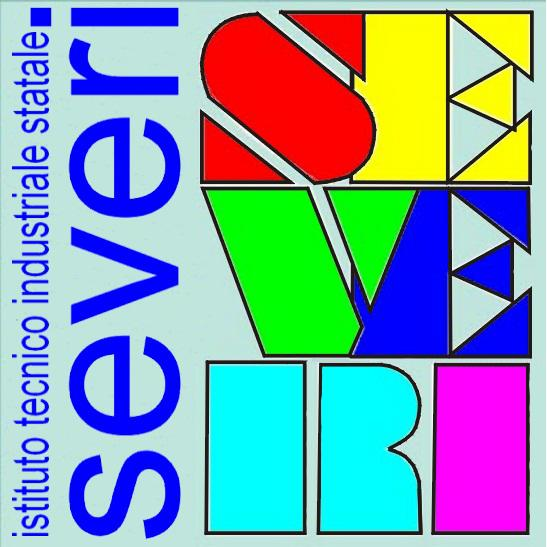 istituto tecnico industriale statale
severi
SE
VE
RI